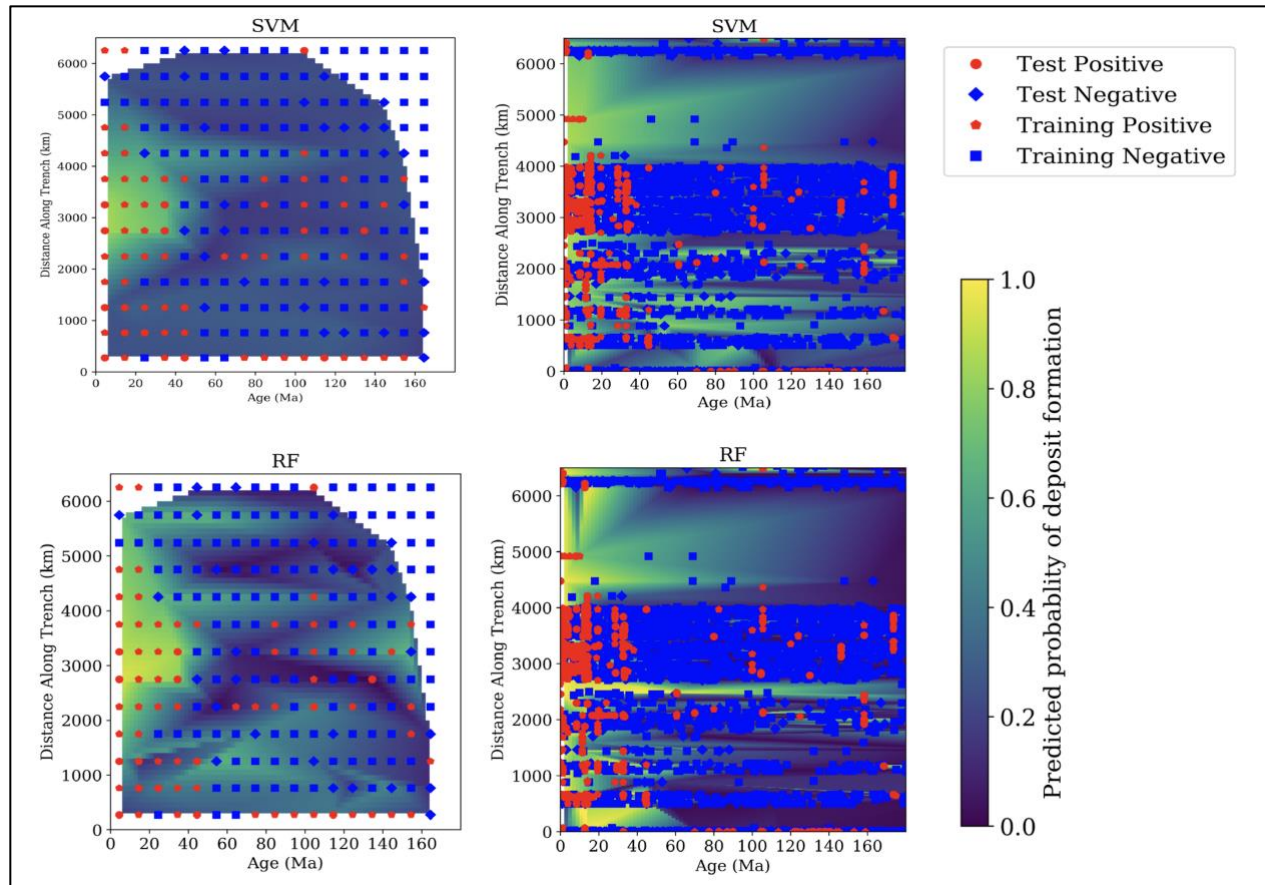 SVM
6000
5000
4000
3000
2000
1000
0
Distance Along Trench (km)
0 20 40 60 80 100 120 140 160
Age (Ma)
SVM
6000
5000
4000
3000
2000
1000
0
Distance Along Trench (km)
0 20 40 60 80 100 120 140 160
Age (Ma)
Test Positive
Test Negative
Training Positive
Training Negative
RF
6000
5000
4000
3000
2000
1000
0
Distance Along Trench (km)
0 20 40 60 80 100 120 140 160
Age (Ma)
RF
6000
5000
4000
3000
2000
1000
0
Distance Along Trench (km)
0 20 40 60 80 100 120 140 160
Age (Ma)
1.0
0.8
0.6
0.4
0.2
0.0
Predicted probablity of deposit formation